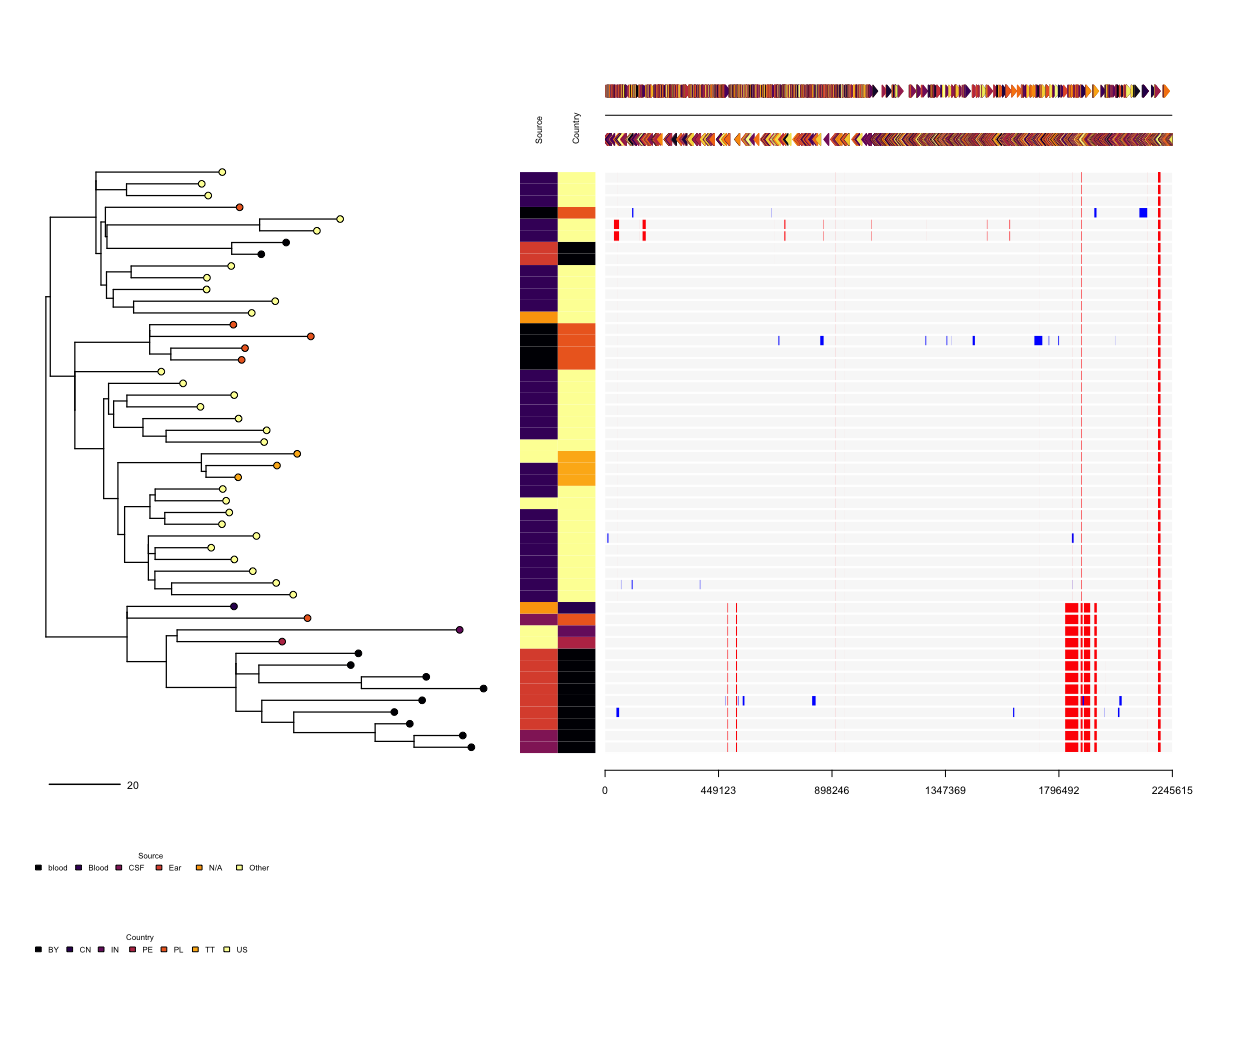 Source
Country
20
0 449123 898246 1347369 1796492 2245615
Source
blood Blood CSF Ear N/A Other
Country
BY CN IN PE PL TT US